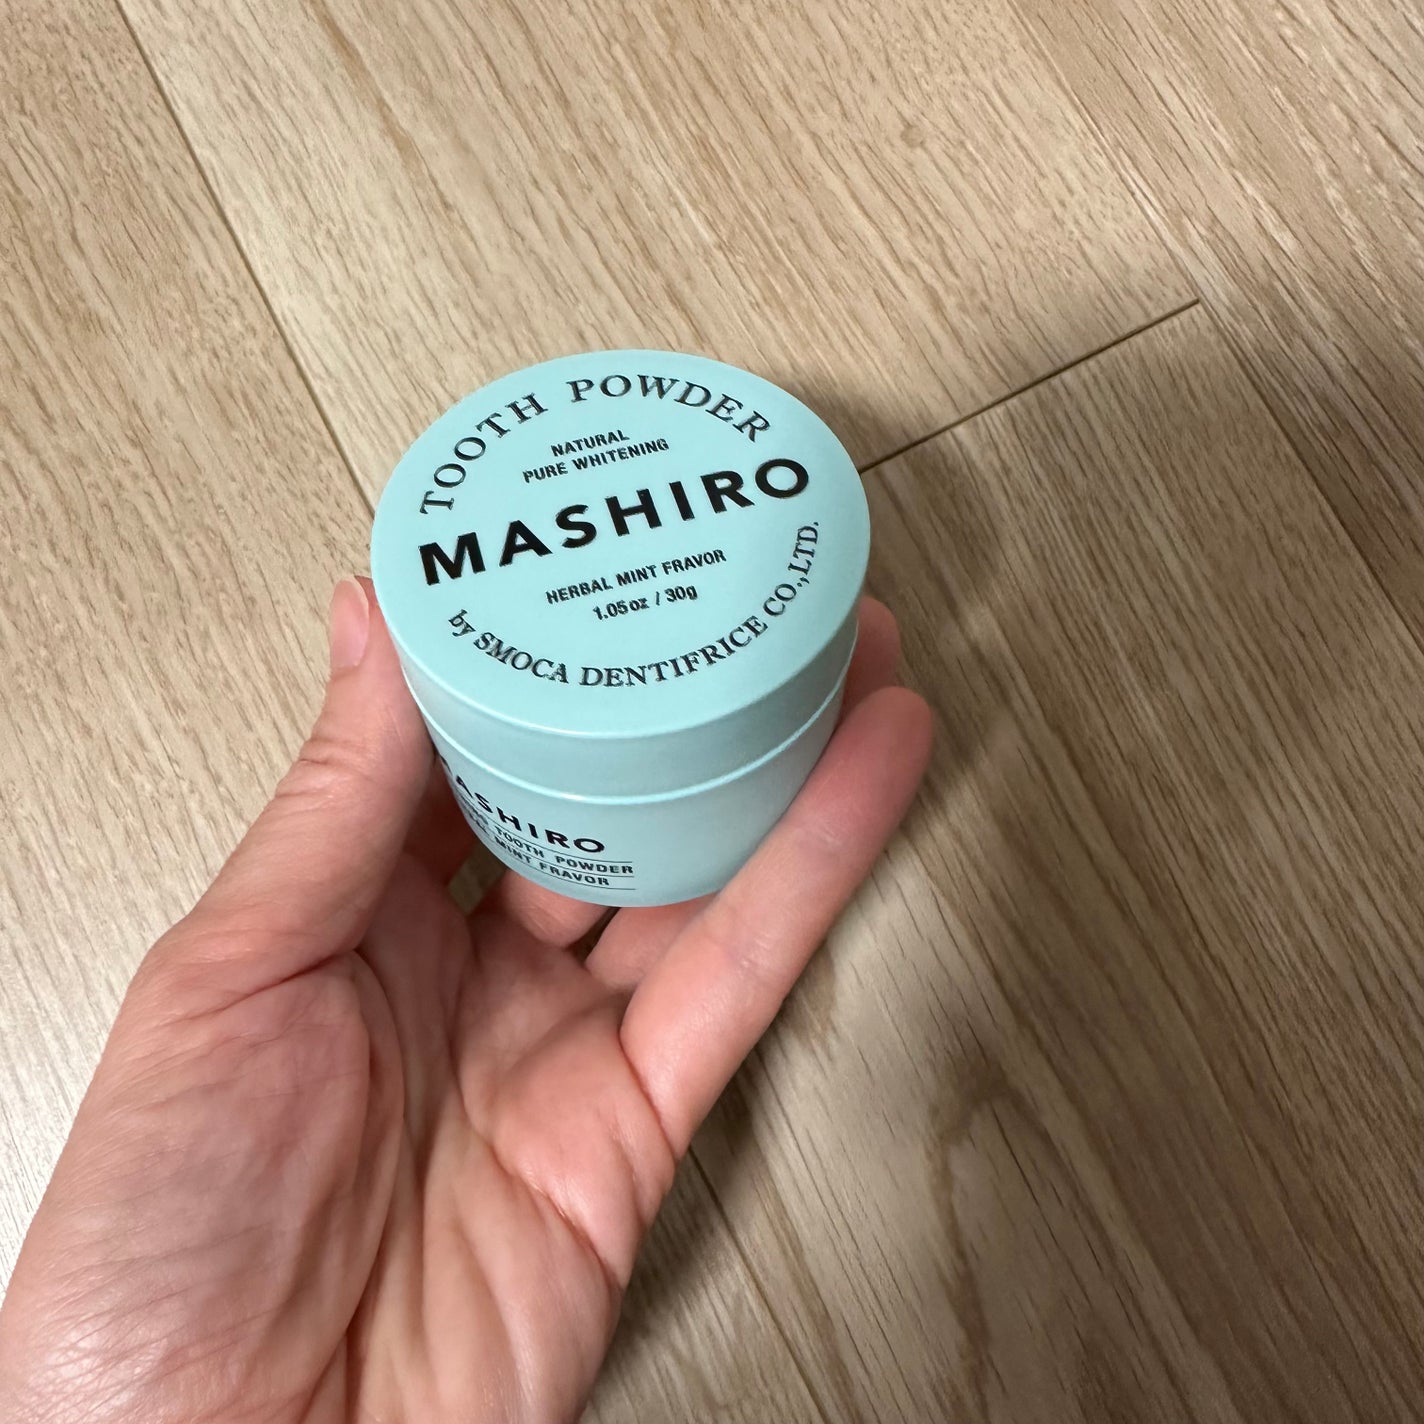 TOOTH POWDER
NATURAL
PURE WHITENING
MASHIRO
HERBAL MINT FRAVOR
1.05oz / 30g
by SMOCA DENTIFRICE CO.,LTD.
MASHIRO
TOOTH POWDER
MINT FRAVOR